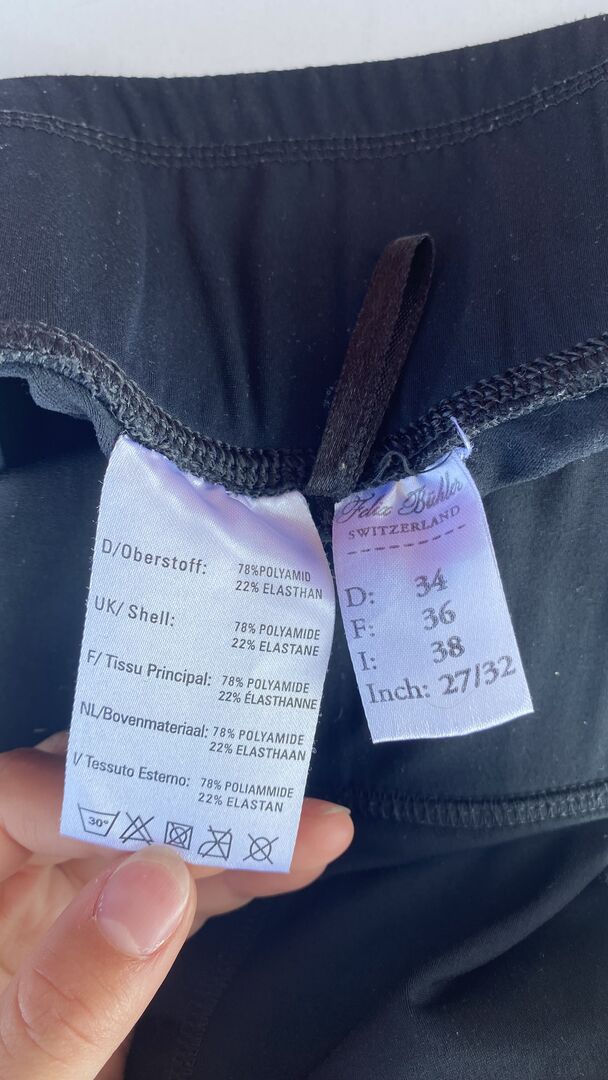 D/Oberstoff: 78%POLYAMID
22% ELASTHAN
UK/ Shell: 78% POLYAMIDE
22% ELASTANE
F/ Tissu Principal: 78% POLYAMIDE
22% ÉLASTHANNE
NL/Bovenmateriaal: 78% POLYAMIDE
22% ELASTHAAN
I/ Tessuto Esterno: 78% POLIAMMIDE
22% ELASTAN
30°
Felix Bühler
SWITZERLAND
D: 34
F: 36
I: 38
Inch: 27/32